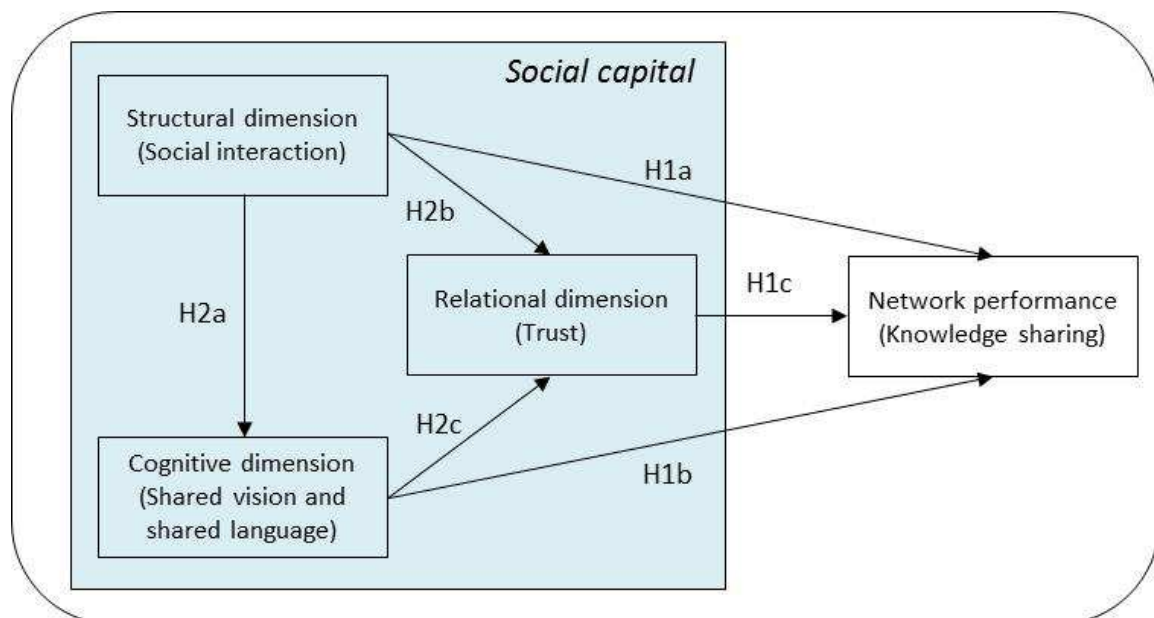 Social capital
Structural dimension
(Social interaction)
H1a
H2b
Relational dimension
(Trust)
H1c
Network performance
(Knowledge sharing)
H2a
H2c
Cognitive dimension
(Shared vision and
shared language)
H1b